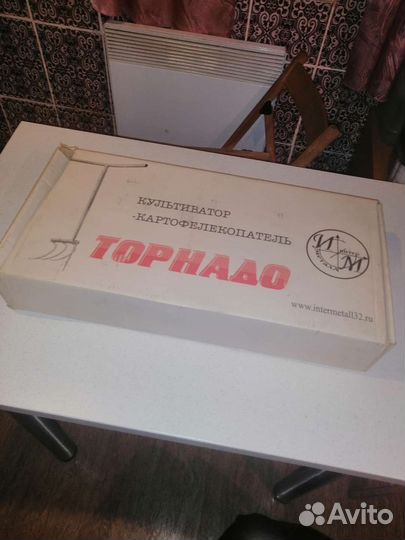 КУЛЬТИВАТОР
-КАРТОФЕЛЕКОПАТЕЛЬ
ТОРНАДО
И М
www.intermetall32.ru
Avito